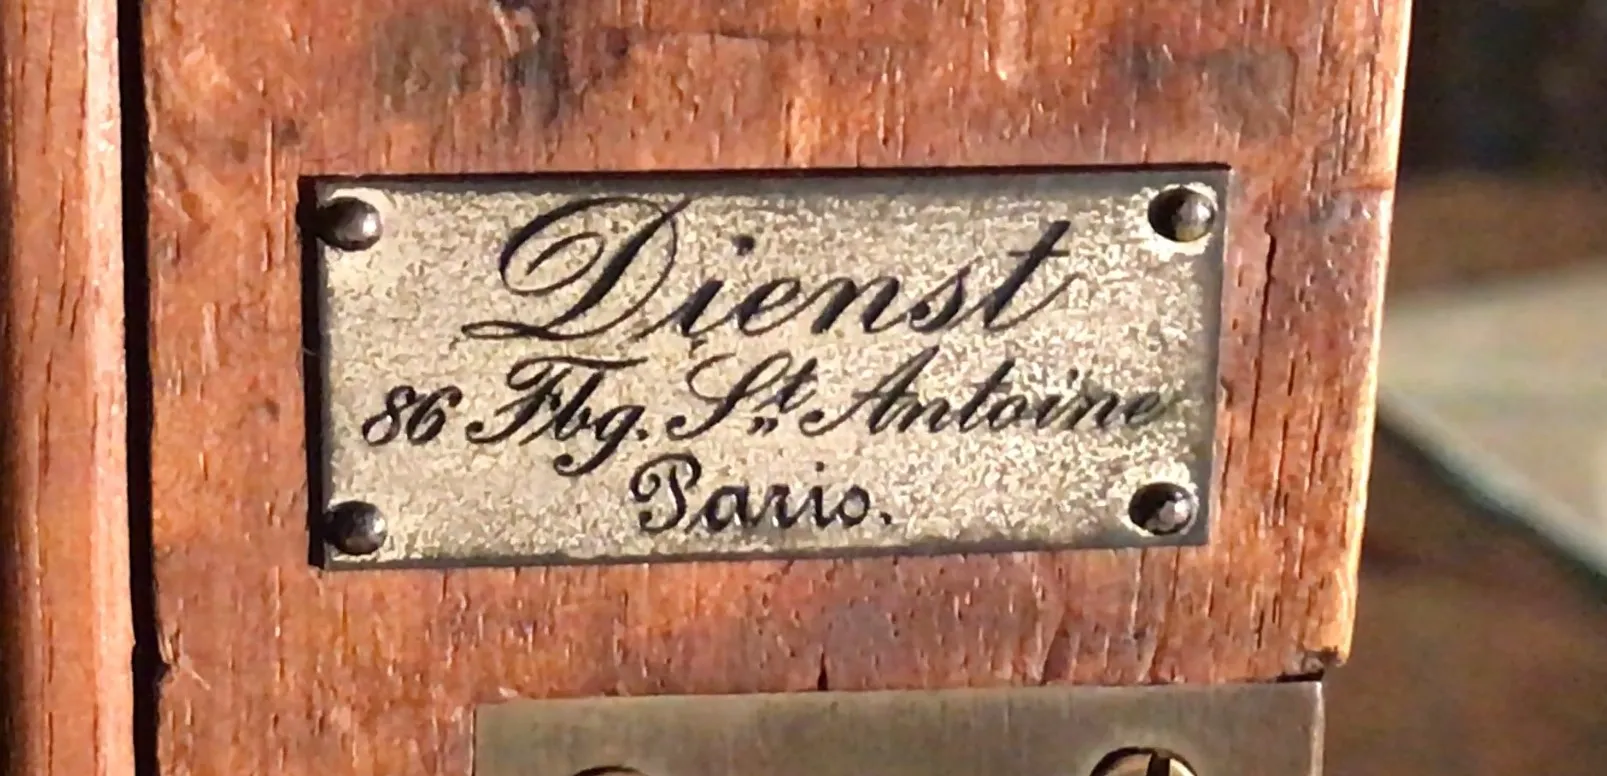 Dienst
86 Fbg. St. Antoine
Paris.